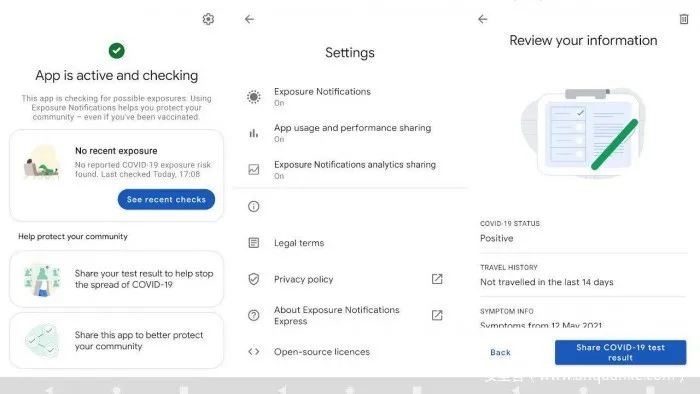 App is active and checking
This app is checking for possible exposures. Using
Exposure Notifications helps you protect your
community – even if you've been vaccinated.
No recent exposure
No reported COVID-19 exposure risk
found. Last checked Today, 17:08
See recent checks
Help protect your community
Share your test result to help stop
the spread of COVID-19
Share this app to better protect
your community
Settings
Exposure Notifications
On
App usage and performance sharing
On
Exposure Notifications analytics sharing
On
Legal terms
Privacy policy
About Exposure Notifications
Express
Open-source licences
Review your information
COVID-19 STATUS
Positive
TRAVEL HISTORY
Not travelled in the last 14 days
SYMPTOM INFO
Symptoms from 12 May 2021
Back
Share COVID-19 test
result